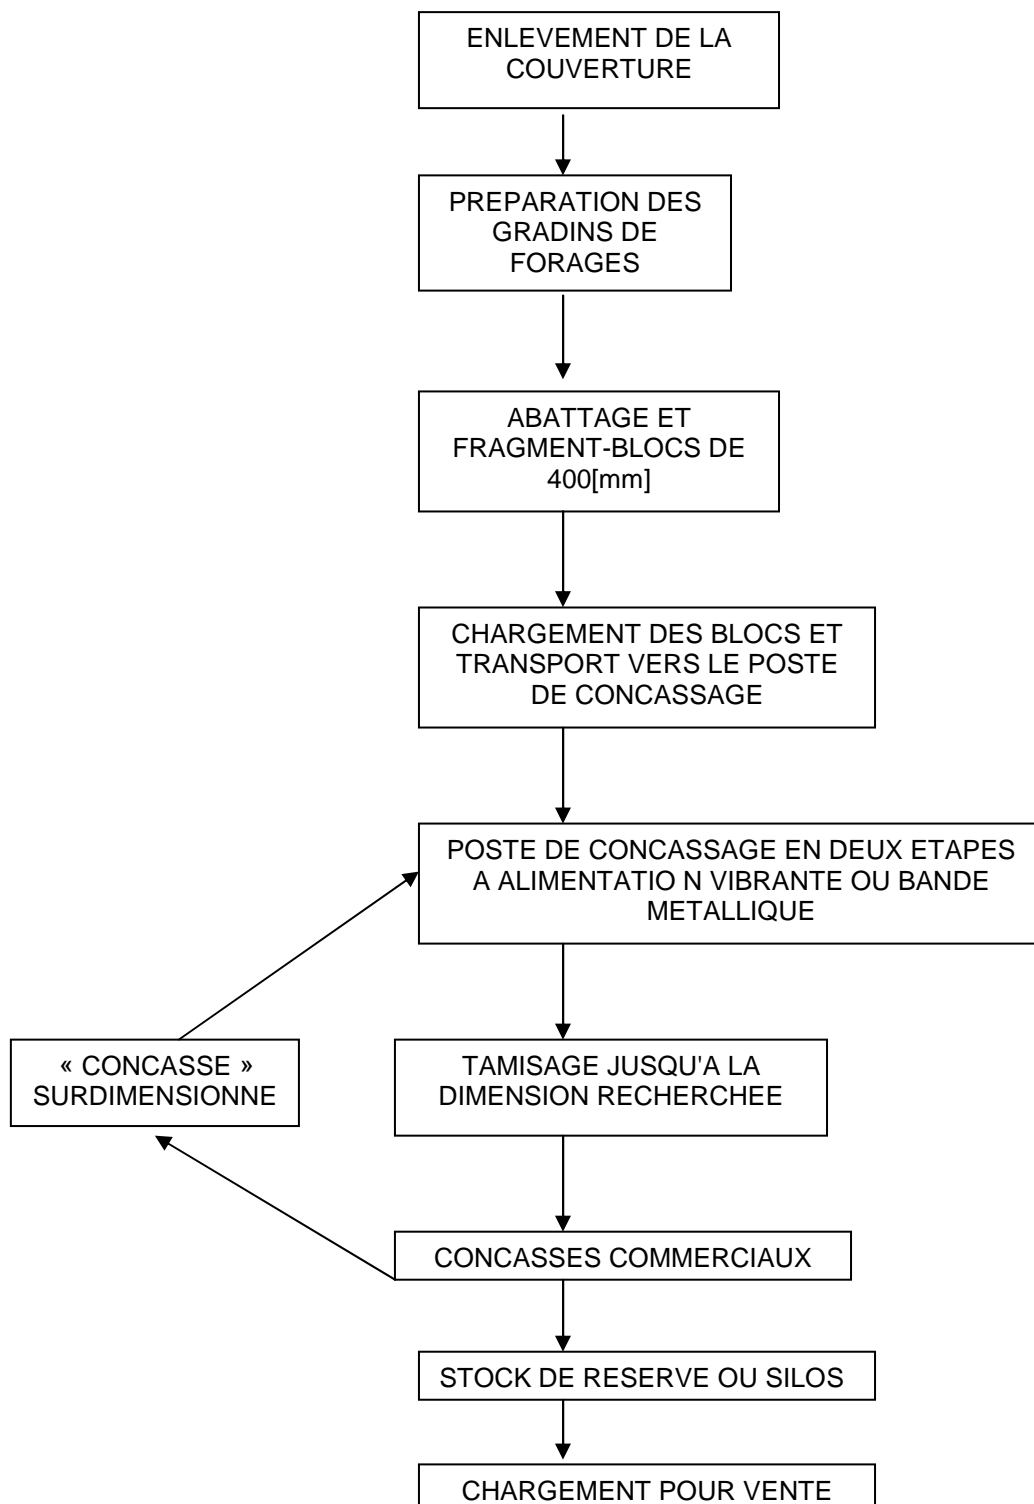 ENLEVEMENT DE LA
COUVERTURE
PREPARATION DES
GRADINS DE
FORAGES
ABATTAGE ET
FRAGMENT-BLOCS DE
400[mm]
CHARGEMENT DES BLOCS ET
TRANSPORT VERS LE POSTE
DE CONCASSAGE
POSTE DE CONCASSAGE EN DEUX ETAPES
A ALIMENTATIO N VIBRANTE OU BANDE
METALLIQUE
« CONCASSE »
SURDIMENSIONNE
TAMISAGE JUSQU'A LA
DIMENSION RECHERCHEE
CONCASSES COMMERCIAUX
STOCK DE RESERVE OU SILOS
CHARGEMENT POUR VENTE